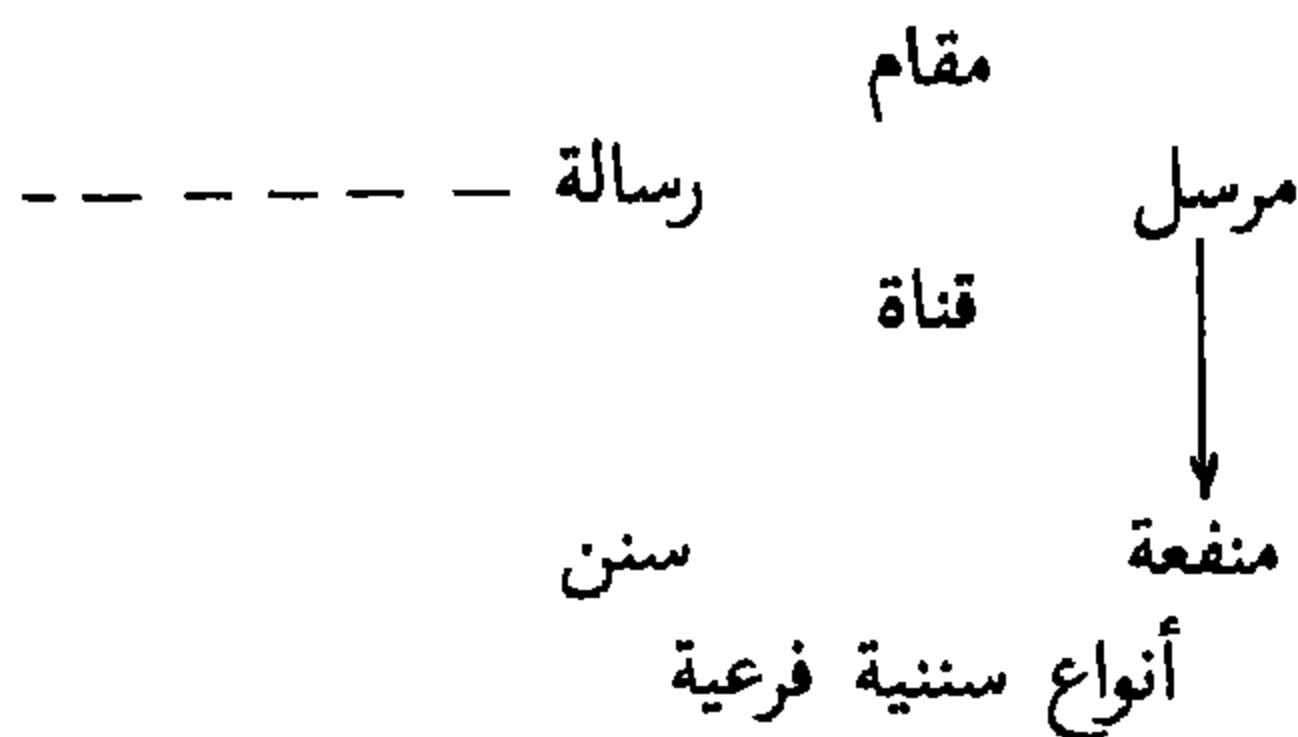 مقام
مرسل رسالة
قناة
منفعة سنن
أنواع سننية فرعية